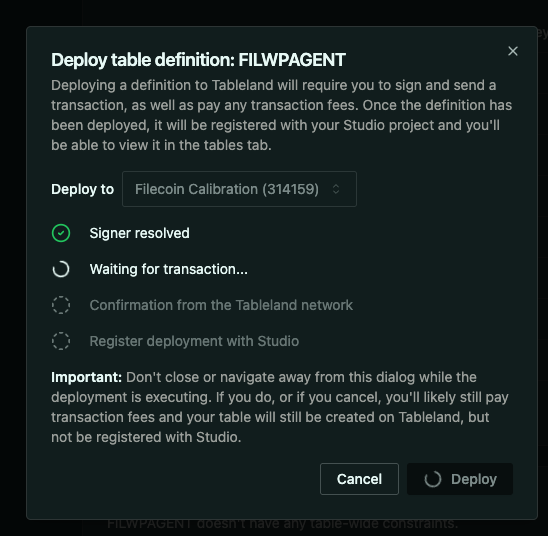 Deploy table definition: FILWPAGENT
Deploying a definition to Tableland will require you to sign and send a
transaction, as well as pay any transaction fees. Once the definition has
been deployed, it will be registered with your Studio project and you'll
be able to view it in the tables tab.
Deploy to Filecoin Calibration (314159)
Signer resolved
Waiting for transaction...
Confirmation from the Tableland network
Register deployment with Studio
Important: Don't close or navigate away from this dialog while the
deployment is executing. If you do, or if you cancel, you'll likely still pay
transaction fees and your table will still be created on Tableland, but
not be registered with Studio.
Cancel Deploy
FILWPAGENT doesn't have any table-wide constraints.